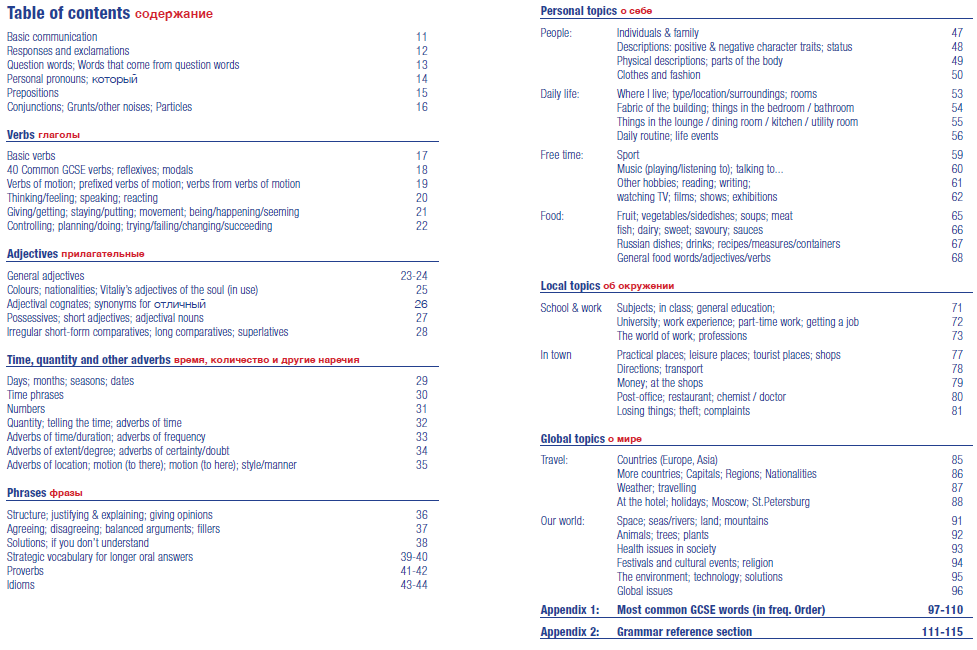 Table of contents содержание
Basic communication 11
Responses and exclamations 12
Question words; Words that come from question words 13
Personal pronouns; который 14
Prepositions 15
Conjunctions; Grunts/other noises; Particles 16
Verbs глаголы
Basic verbs 17
40 Common GCSE verbs; reflexives; modals 18
Verbs of motion; prefixed verbs of motion; verbs from verbs of motion 19
Thinking/feeling; speaking; reacting 20
Giving/getting; staying/putting; movement; being/happening/seeming 21
Controlling; planning/doing; trying/failing/changing/succeeding 22
Adjectives прилагательные
General adjectives 23-24
Colours; nationalities; Vitaliy's adjectives of the soul (in use) 25
Adjectival cognates; synonyms for отличный 26
Possessives; short adjectives; adjectival nouns 27
Irregular short-form comparatives; long comparatives; superlatives 28
Time, quantity and other adverbs время, количество и другие наречия
Days; months; seasons; dates 29
Time phrases 30
Numbers 31
Quantity; telling the time; adverbs of time 32
Adverbs of time/duration; adverbs of frequency 33
Adverbs of extent/degree; adverbs of certainty/doubt 34
Adverbs of location; motion (to there); motion (to here); style/manner 35
Phrases фразы
Structure; justifying & explaining; giving opinions 36
Agreeing; disagreeing; balanced arguments; fillers 37
Solutions; if you don't understand 38
Strategic vocabulary for longer oral answers 39-40
Proverbs 41-42
Idioms 43-44
Personal topics о себе
People: Individuals & family 47
Descriptions: positive & negative character traits; status 48
Physical descriptions; parts of the body 49
Clothes and fashion 50
Daily life: Where I live; type/location/surroundings; rooms 53
Fabric of the building; things in the bedroom / bathroom 54
Things in the lounge / dining room / kitchen / utility room 55
Daily routine; life events 56
Free time: Sport 59
Music (playing/listening to); talking to... 60
Other hobbies; reading; writing; 61
watching TV; films; shows; exhibitions 62
Food: Fruit; vegetables/sidedishes; soups; meat 65
fish; dairy; sweet; savoury; sauces 66
Russian dishes; drinks; recipes/measures/containers 67
General food words/adjectives/verbs 68
Local topics об окружении
School & work Subjects; in class; general education; 71
University; work experience; part-time work; getting a job 72
The world of work; professions 73
In town Practical places; leisure places; tourist places; shops 77
Directions; transport 78
Money; at the shops 79
Post-office; restaurant; chemist / doctor 80
Losing things; theft; complaints 81
Global topics о мире
Travel: Countries (Europe, Asia) 85
More countries; Capitals; Regions; Nationalities 86
Weather; travelling 87
At the hotel; holidays; Moscow; St.Petersburg 88
Our world: Space; seas/rivers; land; mountains 91
Animals; trees; plants 92
Health issues in society 93
Festivals and cultural events; religion 94
The environment; technology; solutions 95
Global issues 96
Appendix 1: Most common GCSE words (in freq. Order) 97-110
Appendix 2: Grammar reference section 111-115